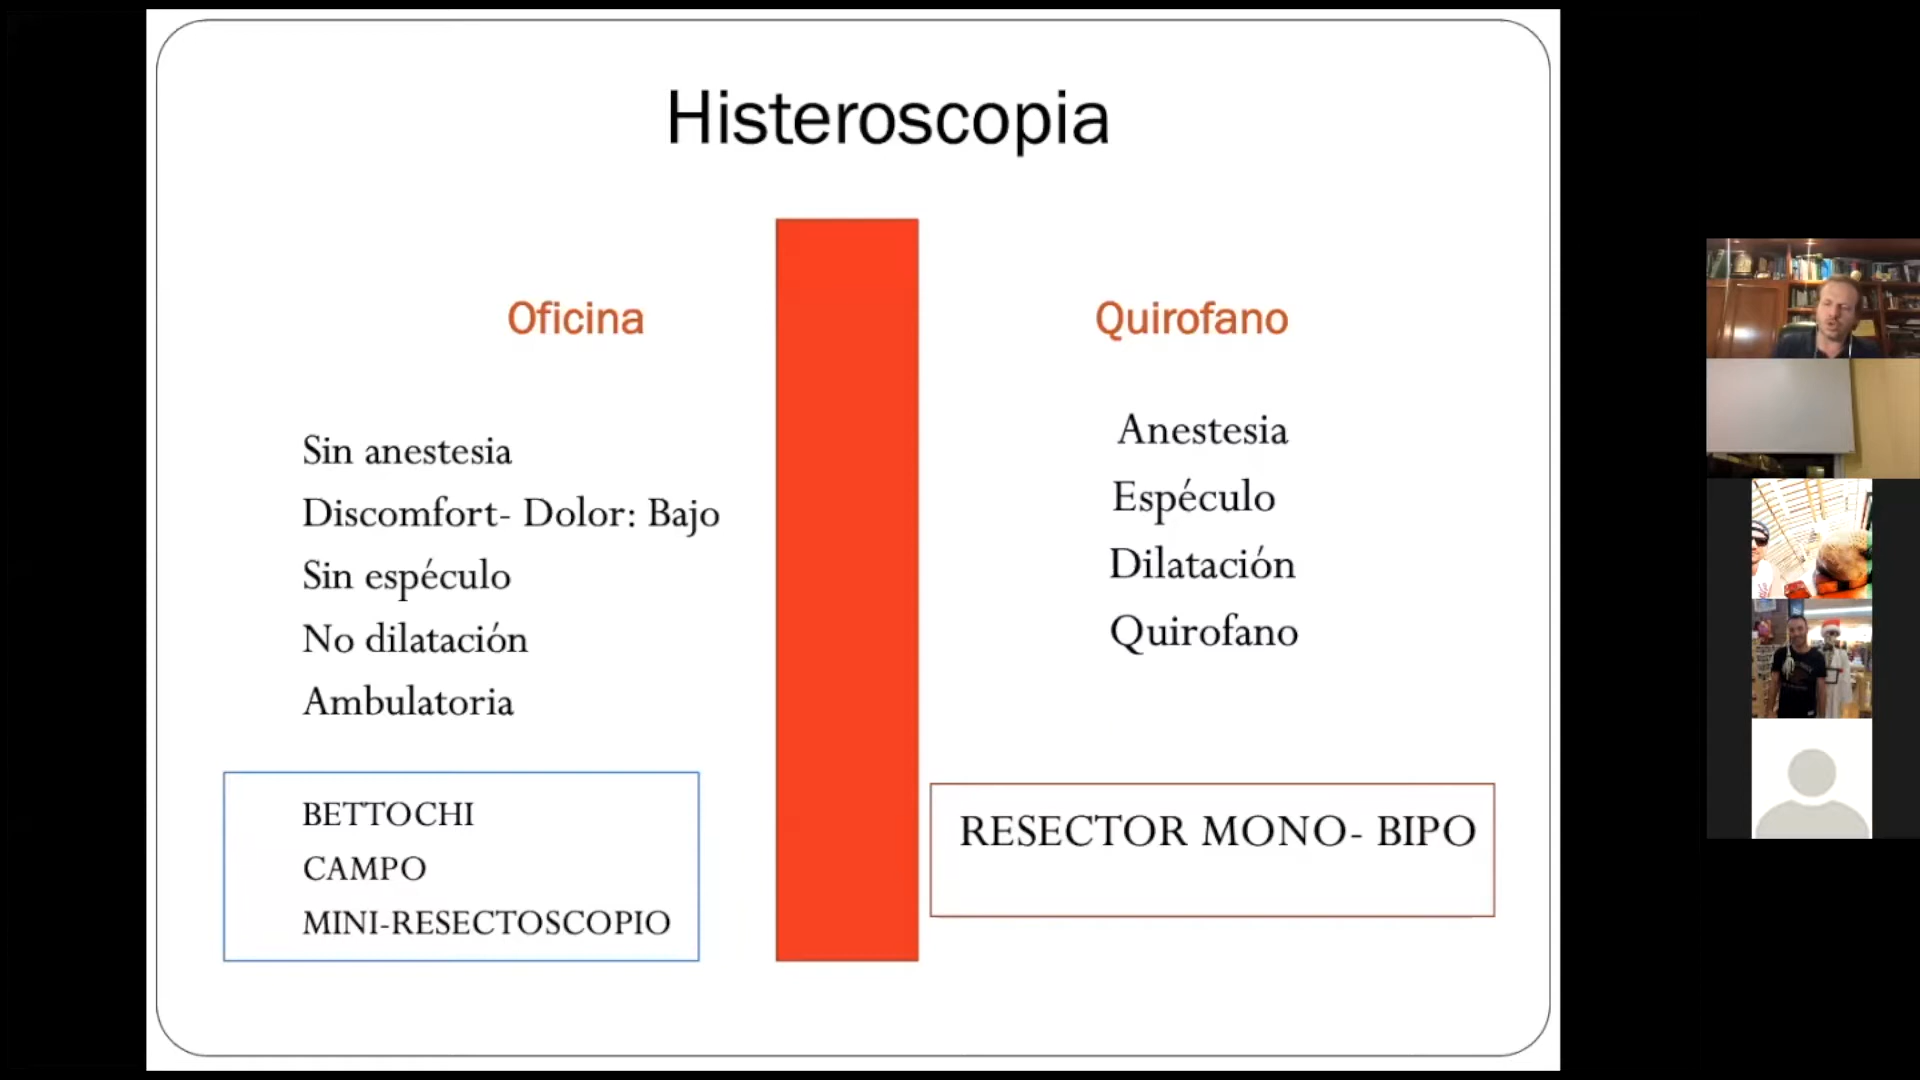 Histeroscopia
Oficina
Sin anestesia
Discomfort- Dolor: Bajo
Sin espéculo
No dilatación
Ambulatoria
BETTOCHI
CAMPO
MINI-RESECTOSCOPIO
Quirofano
Anestesia
Espéculo
Dilatación
Quirofano
RESECTOR MONO- BIPO